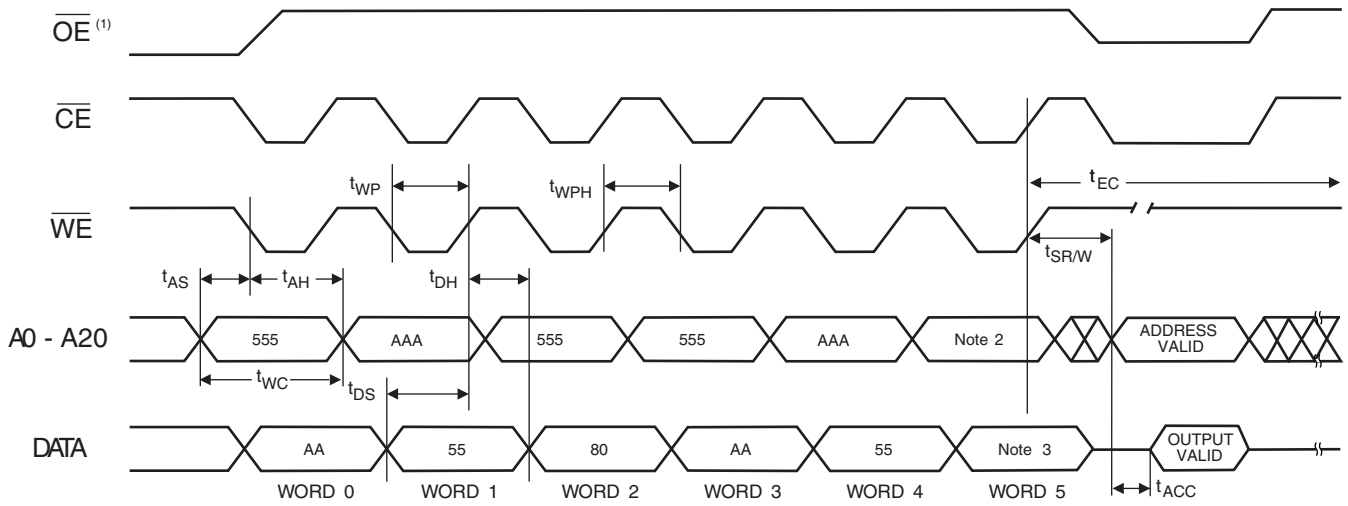 OE (1)
CE
tWP
tWPH
tEC
WE
tSR/W
tAS
tAH
tDH
A0 - A20
555
AAA
555
555
AAA
Note 2
ADDRESS
VALID
tWC
tDS
DATA
AA
55
80
AA
55
Note 3
OUTPUT
VALID
WORD 0
WORD 1
WORD 2
WORD 3
WORD 4
WORD 5
tACC